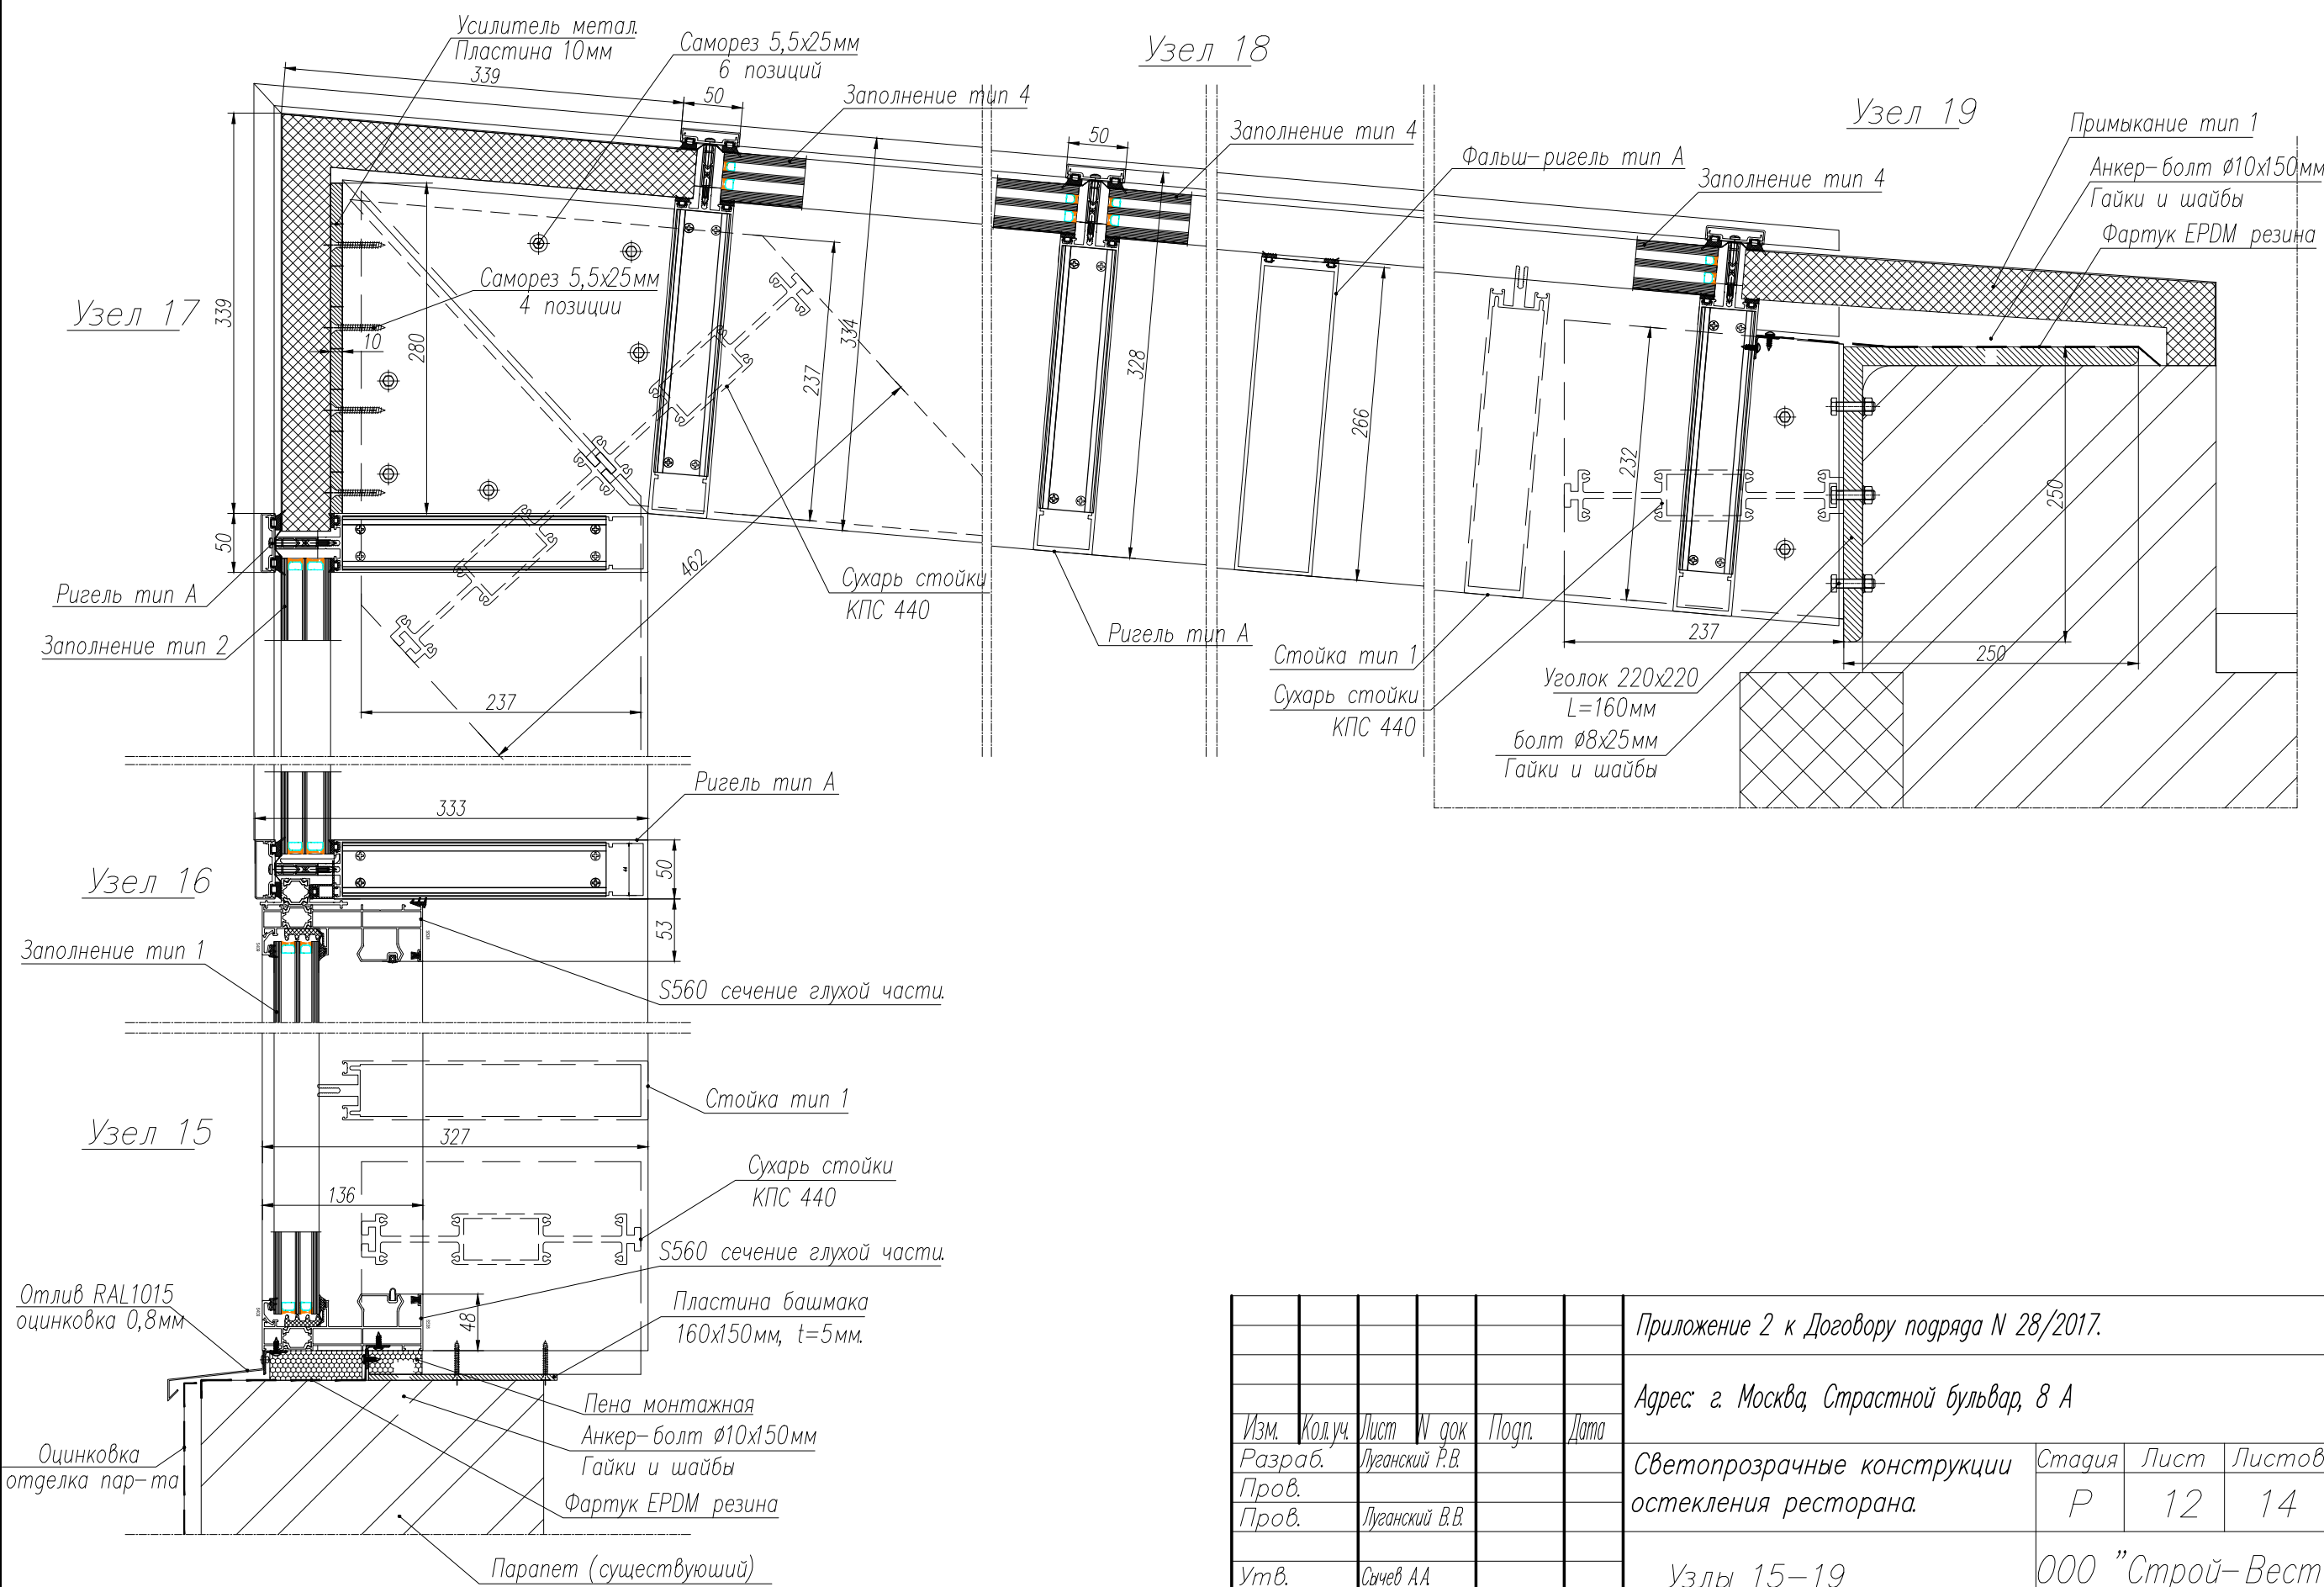 Усилитель метал.
Пластина 10мм
Саморез 5,5х25мм
6 позиций
Узел 18
339
50
Заполнение тип 4
Заполнение тип 4
50
Фальш-ригель тип А
Узел 19
Примыкание тип 1
Анкер-болт Ø10х150мм
Гайки и шайбы
Фартук EPDM резина
Заполнение тип 4
Узел 17
339
Саморез 5,5х25мм
4 позиции
10
280
237
334
328
266
232
250
50
462
Ригель тип А
Заполнение тип 2
Сухарь стойки
КПС 440
Ригель тип А
Стойка тип 1
Сухарь стойки
КПС 440
237
250
Уголок 220х220
L=160мм
болт Ø8х25мм
Гайки и шайбы
237
Ригель тип А
333
50
Узел 16
53
Заполнение тип 1
S560 сечение глухой части.
Стойка тип 1
Узел 15
327
Сухарь стойки
КПС 440
136
S560 сечение глухой части.
Отлив RAL1015
оцинковка 0,8мм
48
Пластина башмака
160х150мм, t=5мм.
Пена монтажная
Анкер-болт Ø10х150мм
Гайки и шайбы
Оцинковка
отделка пар-та
Фартук EPDM резина
Парапет (существуюший)
Приложение 2 к Договору подряда N 28/2017.
Адрес: г. Москва, Страстной бульвар, 8 А
Изм. Кол.уч. Лист N док Подп. Дата
Разраб. Луганский Р.В.
Пров.
Пров. Луганский В.В.
Утв. Сычев А.А.
Светопрозрачные конструкции
остекления ресторана.
Стадия Лист Листов
Р 12 14
Узлы 15-19
ООО "Строй-Вест